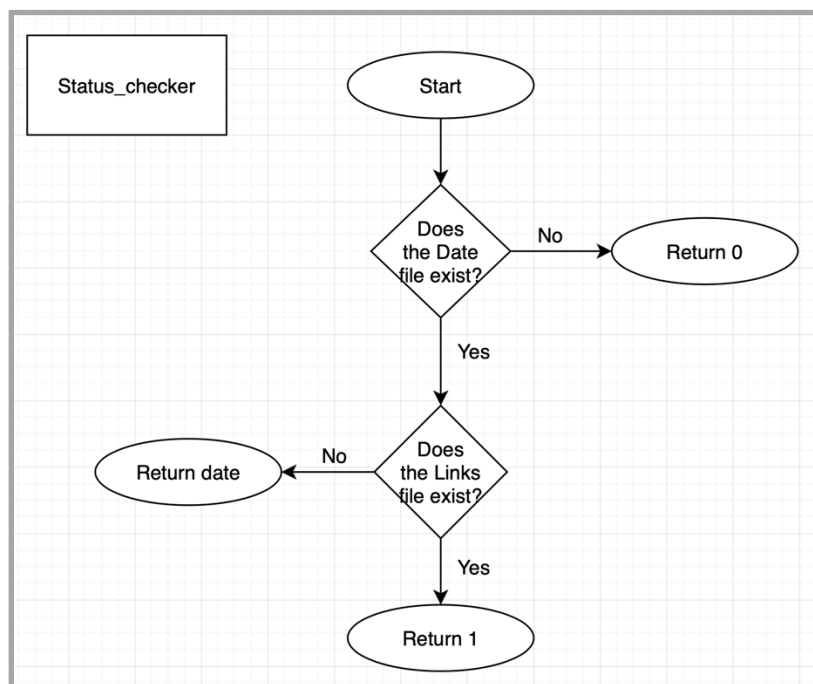 Status_checker
Start
Does
the Date
file exist?
No
Return 0
Yes
Does
the Links
file exist?
No
Return date
Yes
Return 1